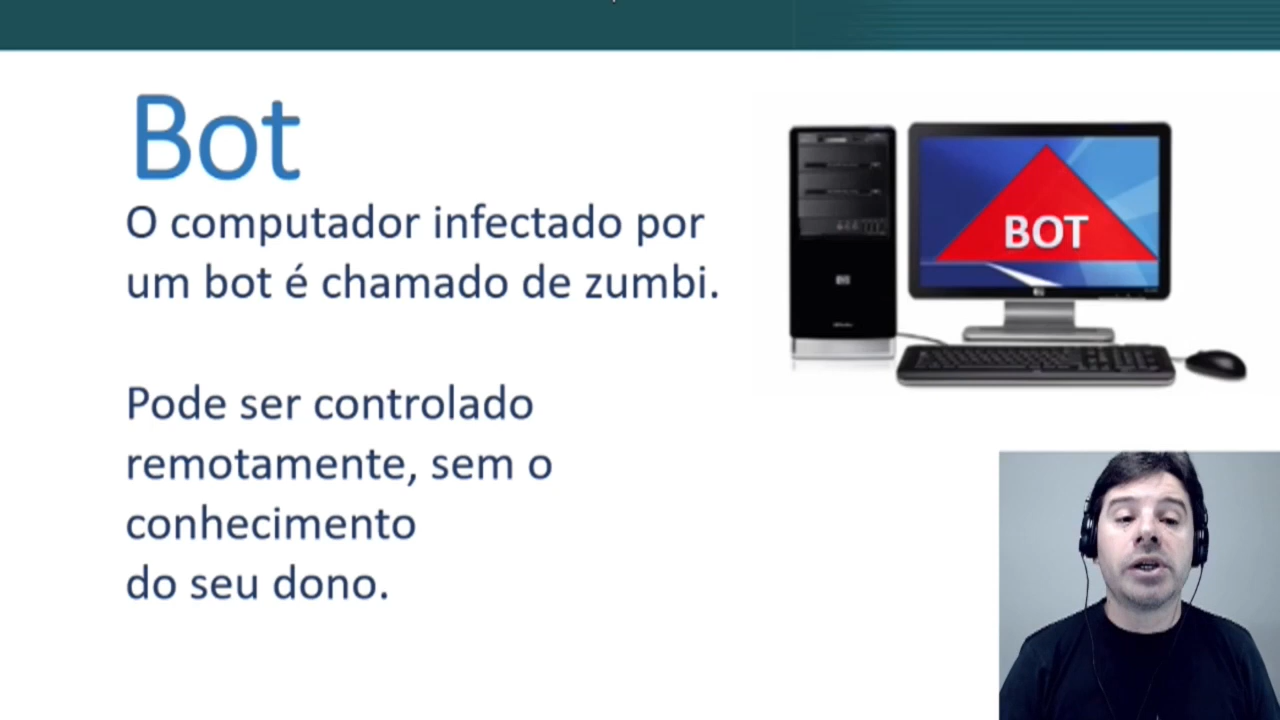 Bot
O computador infectado por
um bot é chamado de zumbi.
Pode ser controlado
remotamente, sem o
conhecimento
do seu dono.
BOT